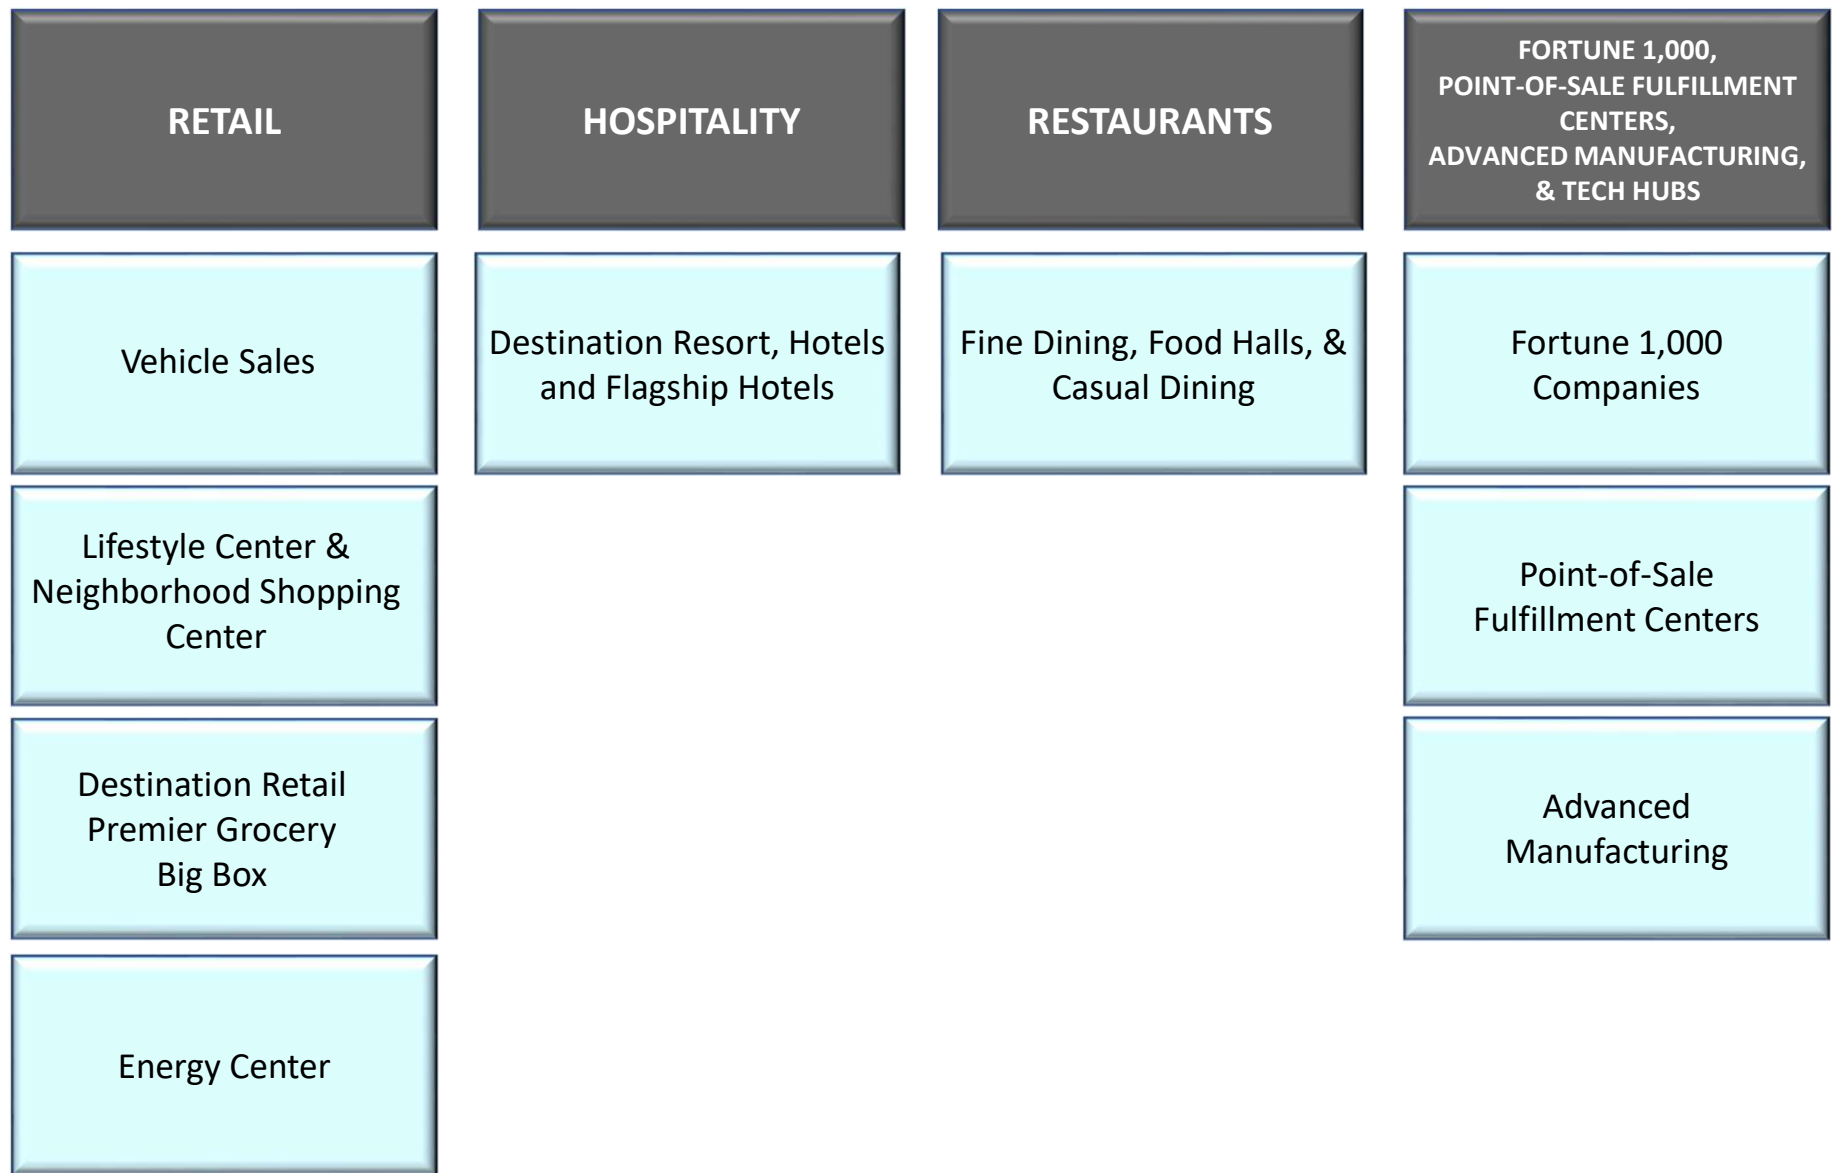 RETAIL
HOSPITALITY
RESTAURANTS
FORTUNE 1,000,
POINT-OF-SALE FULFILLMENT
CENTERS,
ADVANCED MANUFACTURING,
& TECH HUBS
Vehicle Sales
Destination Resort, Hotels
and Flagship Hotels
Fine Dining, Food Halls, &
Casual Dining
Fortune 1,000
Companies
Lifestyle Center &
Neighborhood Shopping
Center
Point-of-Sale
Fulfillment Centers
Destination Retail
Premier Grocery
Big Box
Advanced
Manufacturing
Energy Center